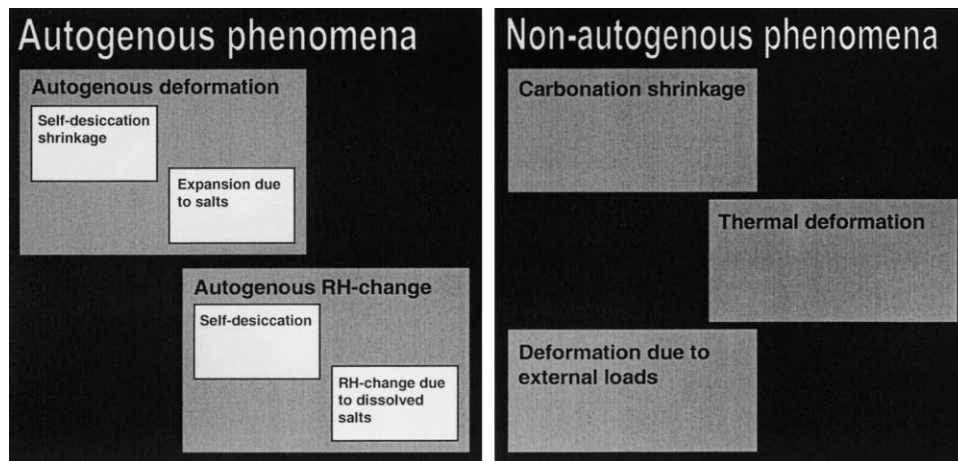 Autogenous phenomena
Autogenous deformation
Self-desiccation
shrinkage
Expansion due
to salts
Autogenous RH-change
Self-desiccation
RH-change due
to dissolved
salts
Non-autogenous phenomena
Carbonation shrinkage
Thermal deformation
Deformation due to
external loads